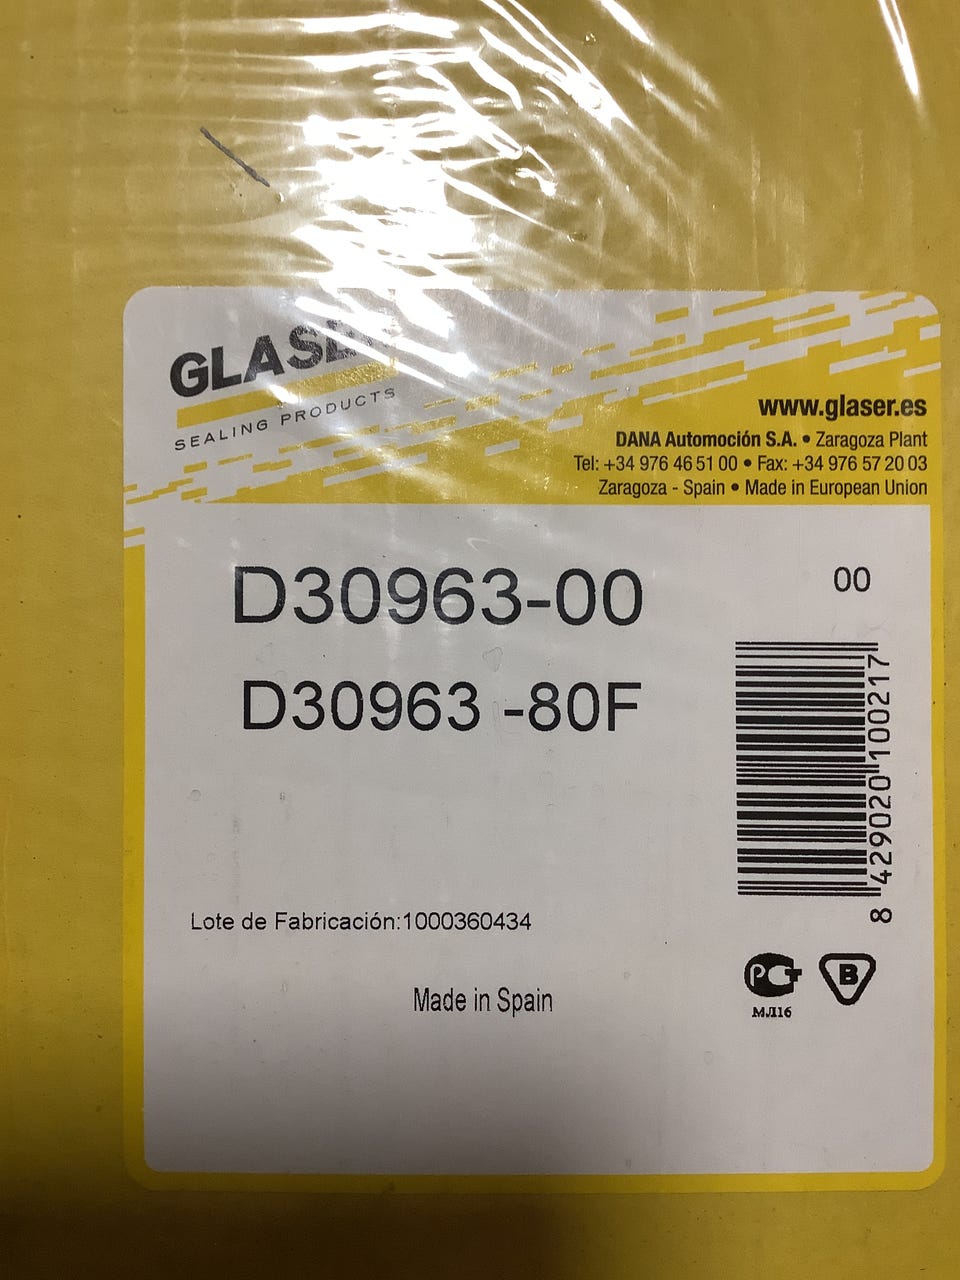 GLASER
SEALING PRODUCTS
www.glaser.es
DANA Automoción S.A. • Zaragoza Plant
Tel: +34 976 46 51 00 • Fax: +34 976 57 20 03
Zaragoza - Spain • Made in European Union
D30963-00
00
D30963 -80F
8 429020 100217
Lote de Fabricación:1000360434
Made in Spain
РСТ
МЛ16
B